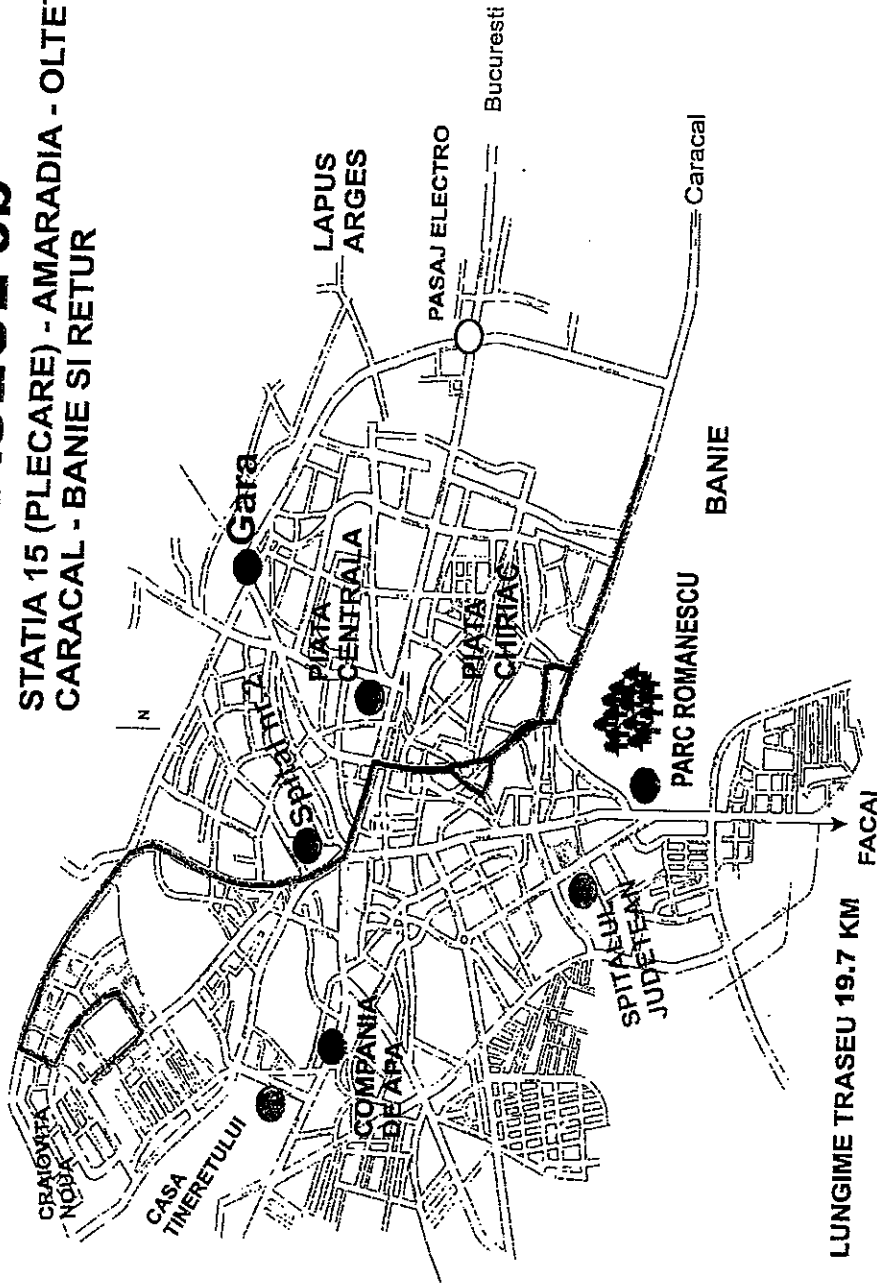 STATIA 15 (PLECARE) - AMARADIA - OLTET
CARACAL - BANIE SI RETUR
N
Gara
LAPUS
ARGES
PASAJ ELECTRO
Bucuresti
Caracal
BANIE
PIATA
CENTRALA
PIATA
CHIRIAC
Spital nr.2
PARC ROMANESCU
FACAI
SPITALUL
JUDETEAN
COMPANIA
DE APA
CASA
TINERETULUI
CRAIOVITA
NOUA
LUNGIME TRASEU 19.7 KM